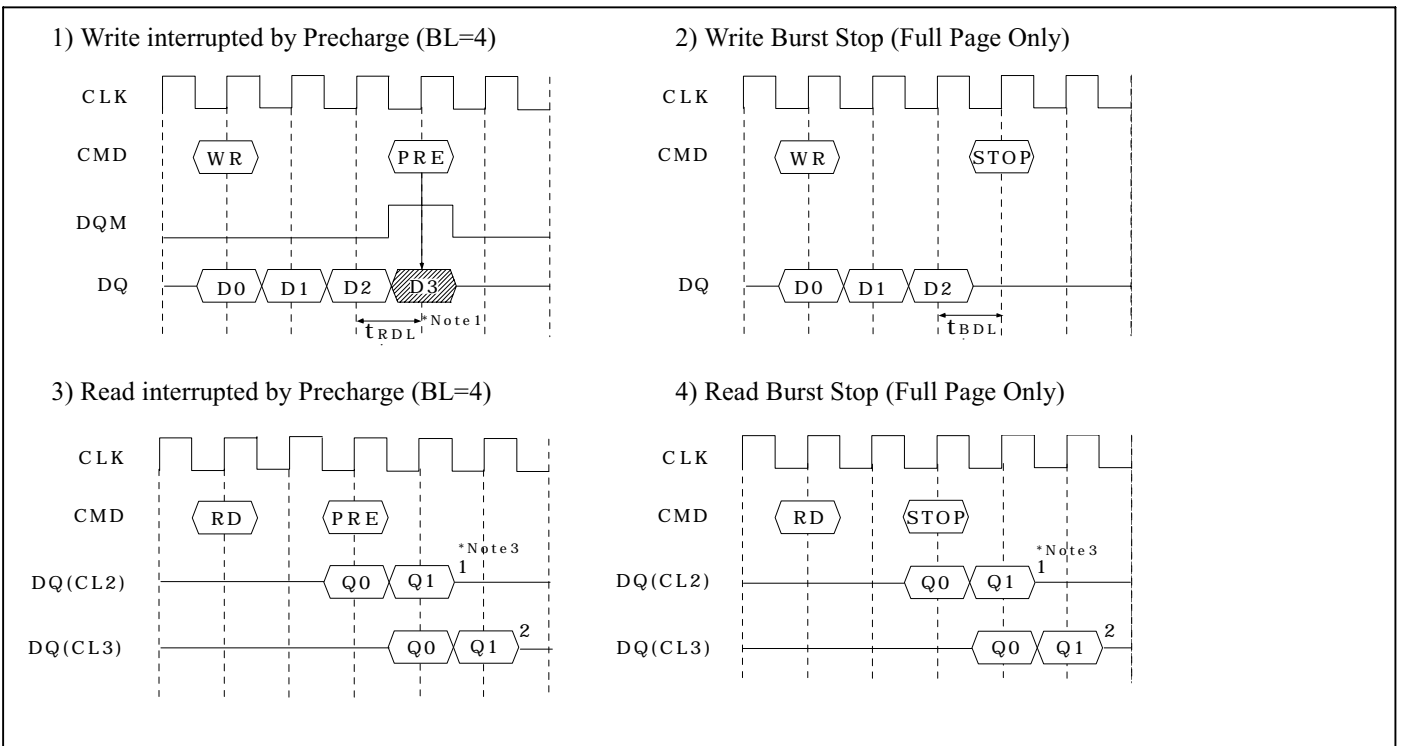 1) Write interrupted by Precharge (BL=4)
CLK
CMD
WR
PRE
DQM
DQ
D0
D1
D2
D3
tRDL
*Note1
2) Write Burst Stop (Full Page Only)
CLK
CMD
WR
STOP
DQ
D0
D1
D2
tBDL
3) Read interrupted by Precharge (BL=4)
CLK
CMD
RD
PRE
*Note3
DQ(CL2)
Q0
Q1
1
DQ(CL3)
Q0
Q1
2
4) Read Burst Stop (Full Page Only)
CLK
CMD
RD
STOP
*Note3
DQ(CL2)
Q0
Q1
1
DQ(CL3)
Q0
Q1
2